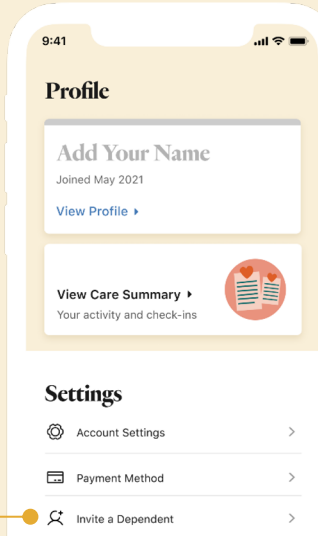 9:41
Profile
Add Your Name
Joined May 2021
View Profile
View Care Summary
Your activity and check-ins
Settings
Account Settings
Payment Method
Invite a Dependent